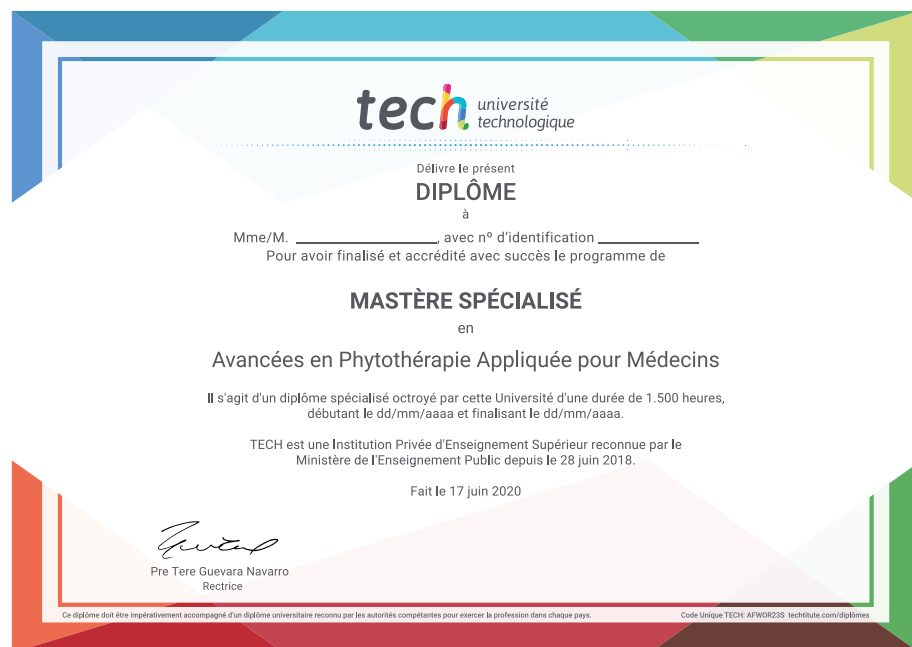 tech université
technologique
Délivre le présent
DIPLÔME
à
Mme/M. ____________________, avec nº d'identification ______________
Pour avoir finalisé et accrédité avec succès le programme de
MASTÈRE SPÉCIALISÉ
en
Avancées en Phytothérapie Appliquée pour Médecins
Il s'agit d'un diplôme spécialisé octroyé par cette Université d'une durée de 1.500 heures,
débutant le dd/mm/aaaa et finalisant le dd/mm/aaaa.
TECH est une Institution Privée d'Enseignement Supérieur reconnue par le
Ministère de l'Enseignement Public depuis le 28 juin 2018.
Fait le 17 juin 2020
Pre Tere Guevara Navarro
Rectrice
Ce diplôme doit être impérativement accompagné d'un diplôme universitaire reconnu par les autorités compétantes pour exercer la profession dans chaque pays.
Code Unique TECH: AFWOR23S techtitute.com/diplômes